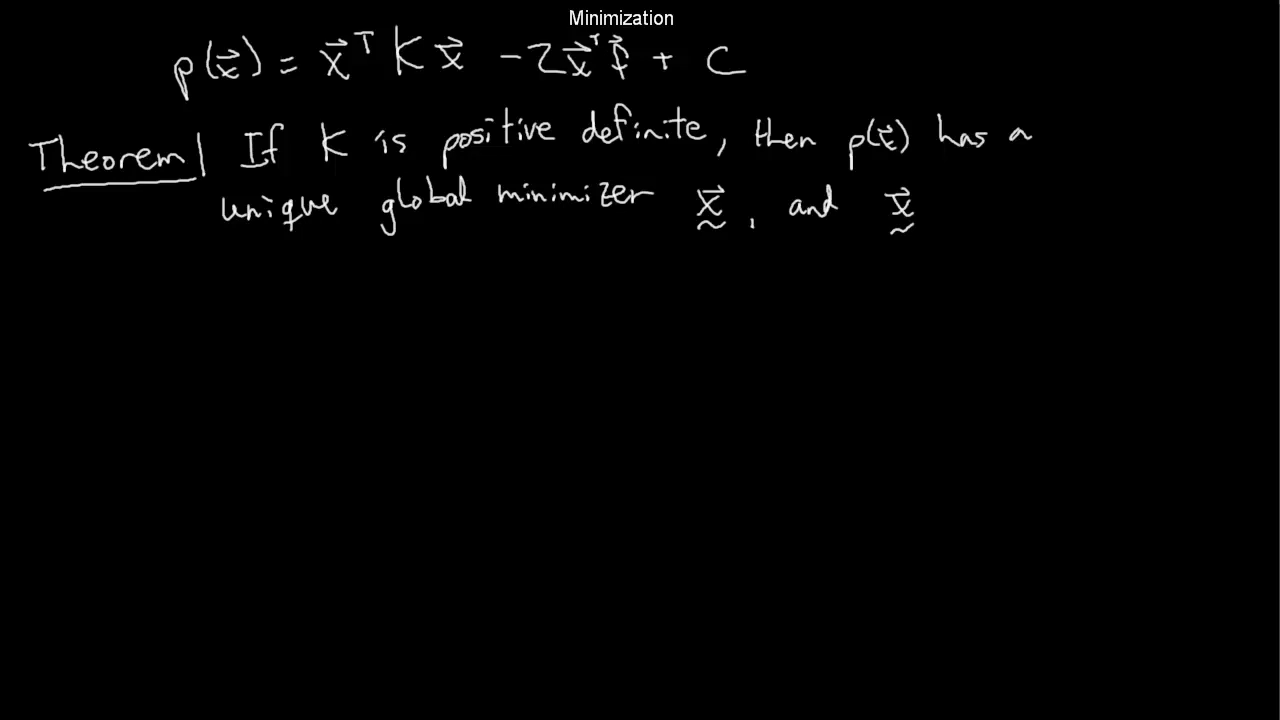 Minimization
p(x⃗) = x⃗ᵀ K x⃗ - 2x⃗ᵀf⃗ + C
Theorem | If K is positive definite, then p(x⃗) has a
unique global minimizer x⃗, and x⃗